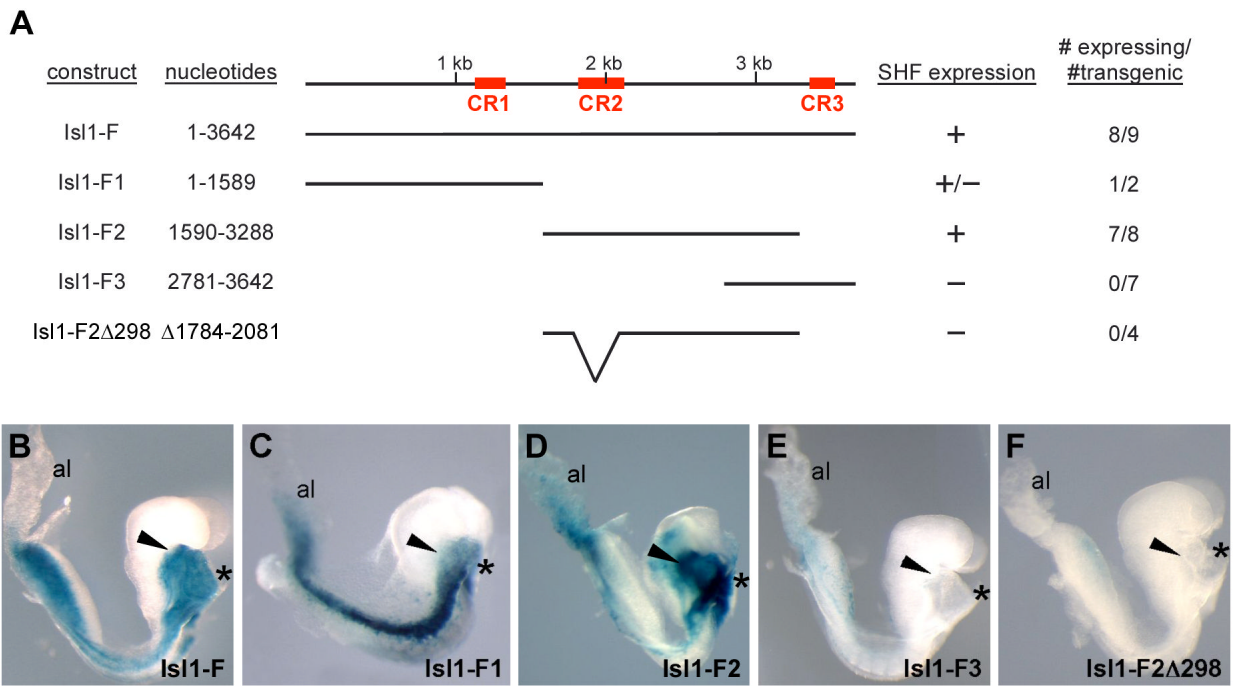 A
# expressing/
construct nucleotides 1 kb 2 kb 3 kb SHF expression #transgenic
CR1 CR2 CR3
Isl1-F 1-3642 + 8/9
Isl1-F1 1-1589 +/− 1/2
Isl1-F2 1590-3288 + 7/8
Isl1-F3 2781-3642 − 0/7
Isl1-F2Δ298 Δ1784-2081 − 0/4
B C D E F
al al al al al
* * * * *
Isl1-F Isl1-F1 Isl1-F2 Isl1-F3 Isl1-F2Δ298